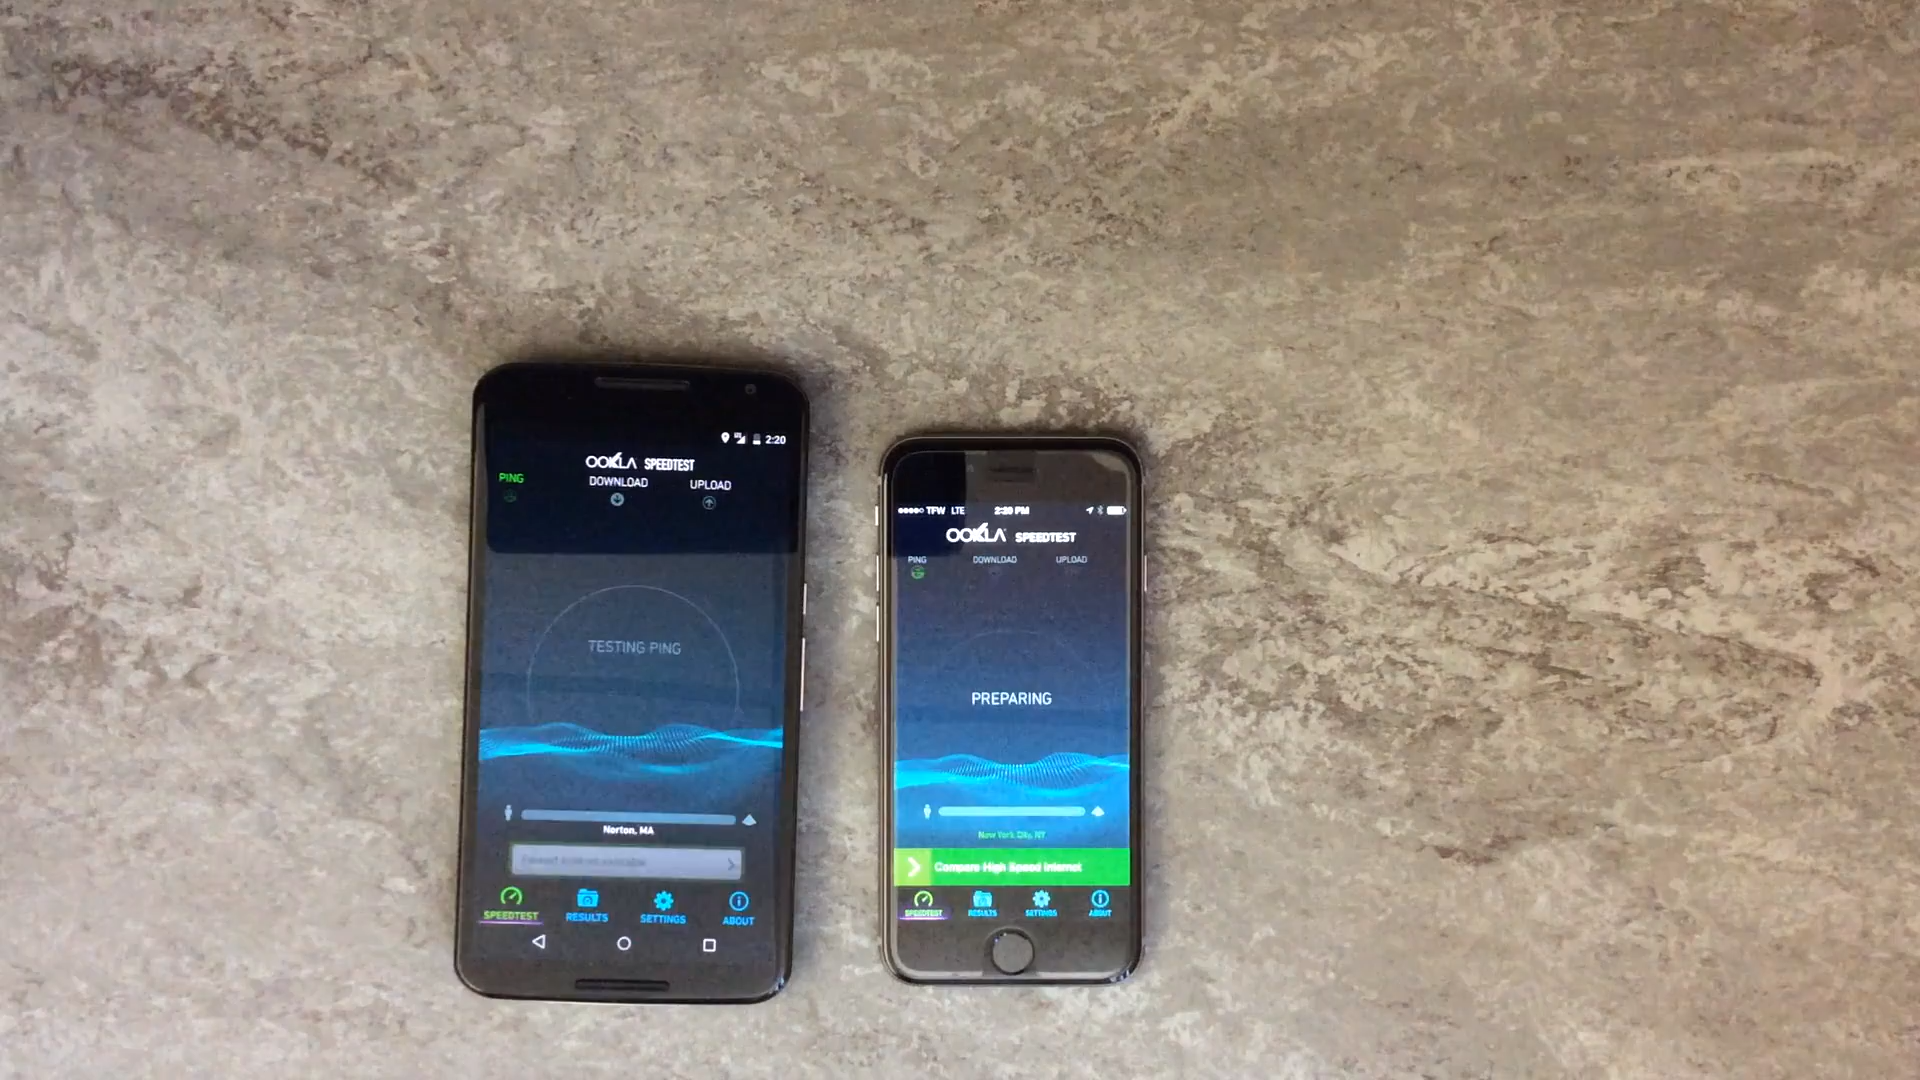 2:20
OOKLA SPEEDTEST
PING DOWNLOAD UPLOAD
TESTING PING
Norton, MA
SPEEDTEST RESULTS SETTINGS ABOUT
TFW LTE 2:20 PM
OOKLA SPEEDTEST
PING DOWNLOAD UPLOAD
PREPARING
New York City, NY
Compare High Speed Internet
SPEEDTEST RESULTS SETTINGS ABOUT